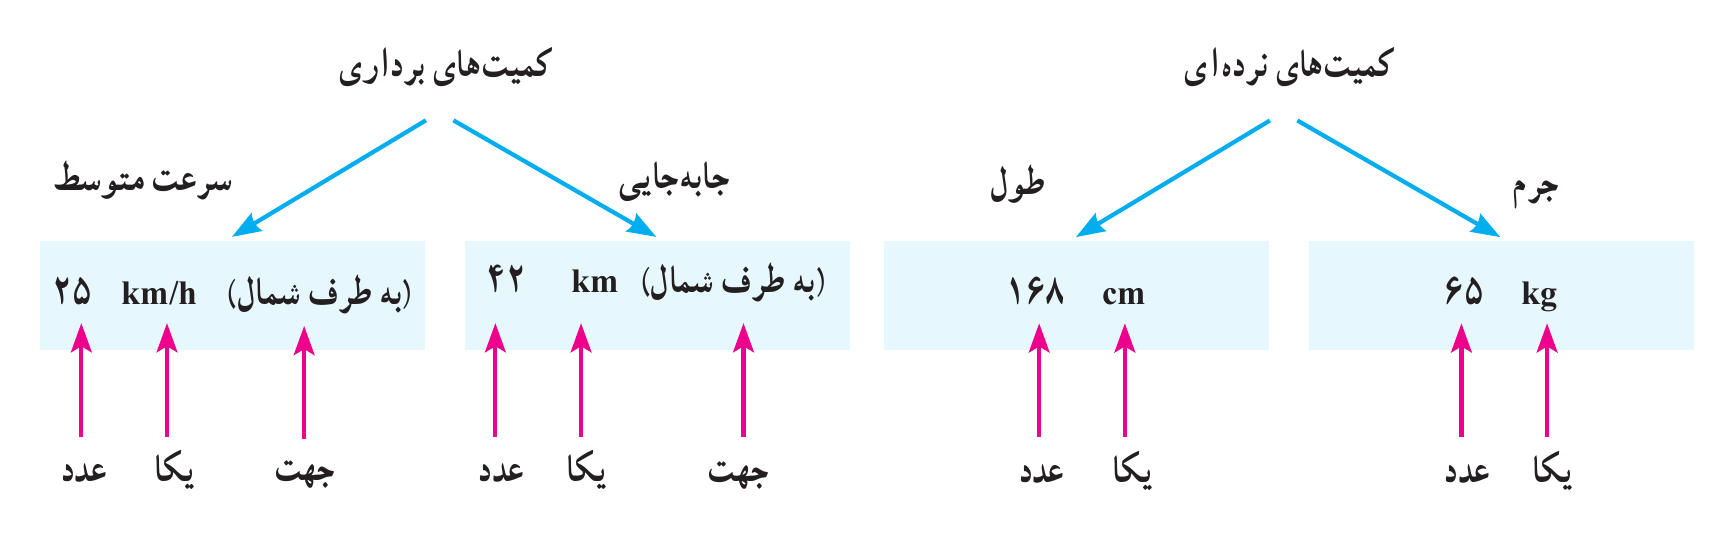 کمیت‌های نرده‌ای
کمیت‌های برداری
جرم
طول
جابه‌جایی
سرعت متوسط
۶۵ kg
۱۶۸ cm
۴۲ km (به طرف شمال)
۲۵ km/h (به طرف شمال)
یکا
عدد
یکا
عدد
جهت
یکا
عدد
جهت
یکا
عدد